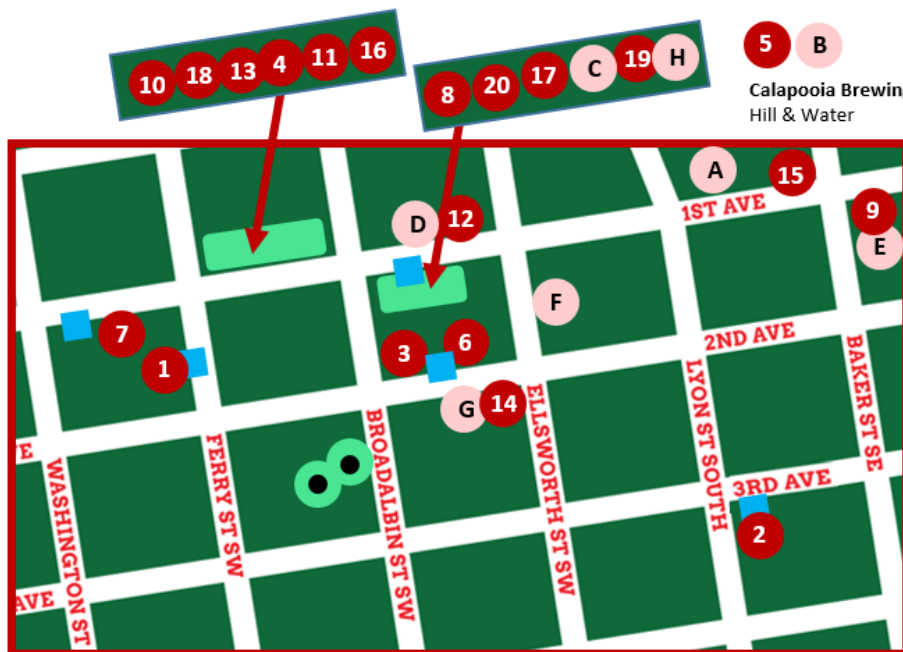 10 18 13 4 11 16
8 20 17 C 19 H
5 B
Calapooia Brewing
Hill & Water
A 15
1ST AVE
D 12
9
E
F
7
1
3 6
2ND AVE
G 14
WASHINGTON ST
FERRY ST SW
BROADALBIN ST SW
ELLSWORTH ST SW
LYON ST SOUTH
BAKER ST SE
3RD AVE
2
VE
AVE